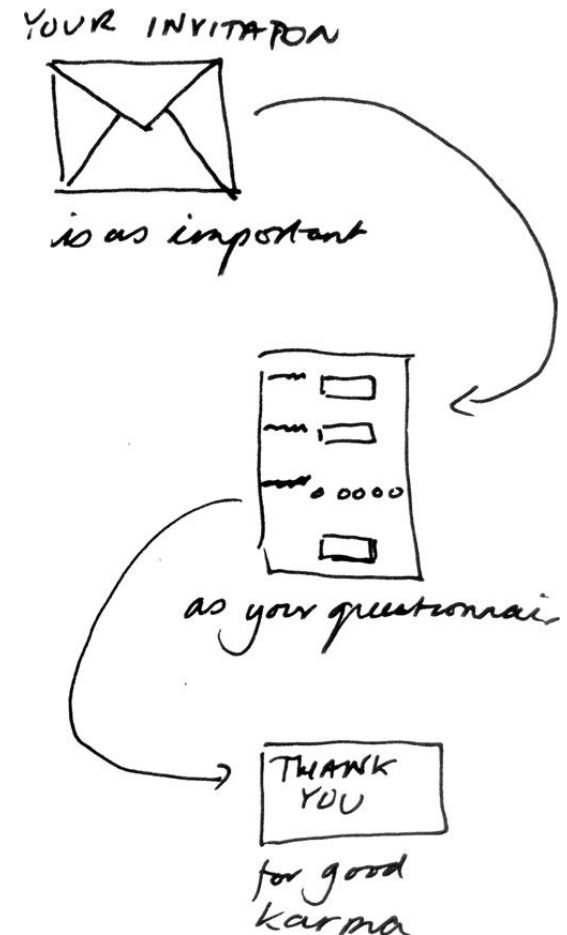 YOUR INVITATION
is as important
as your questionnai
THANK
YOU
for good
karma